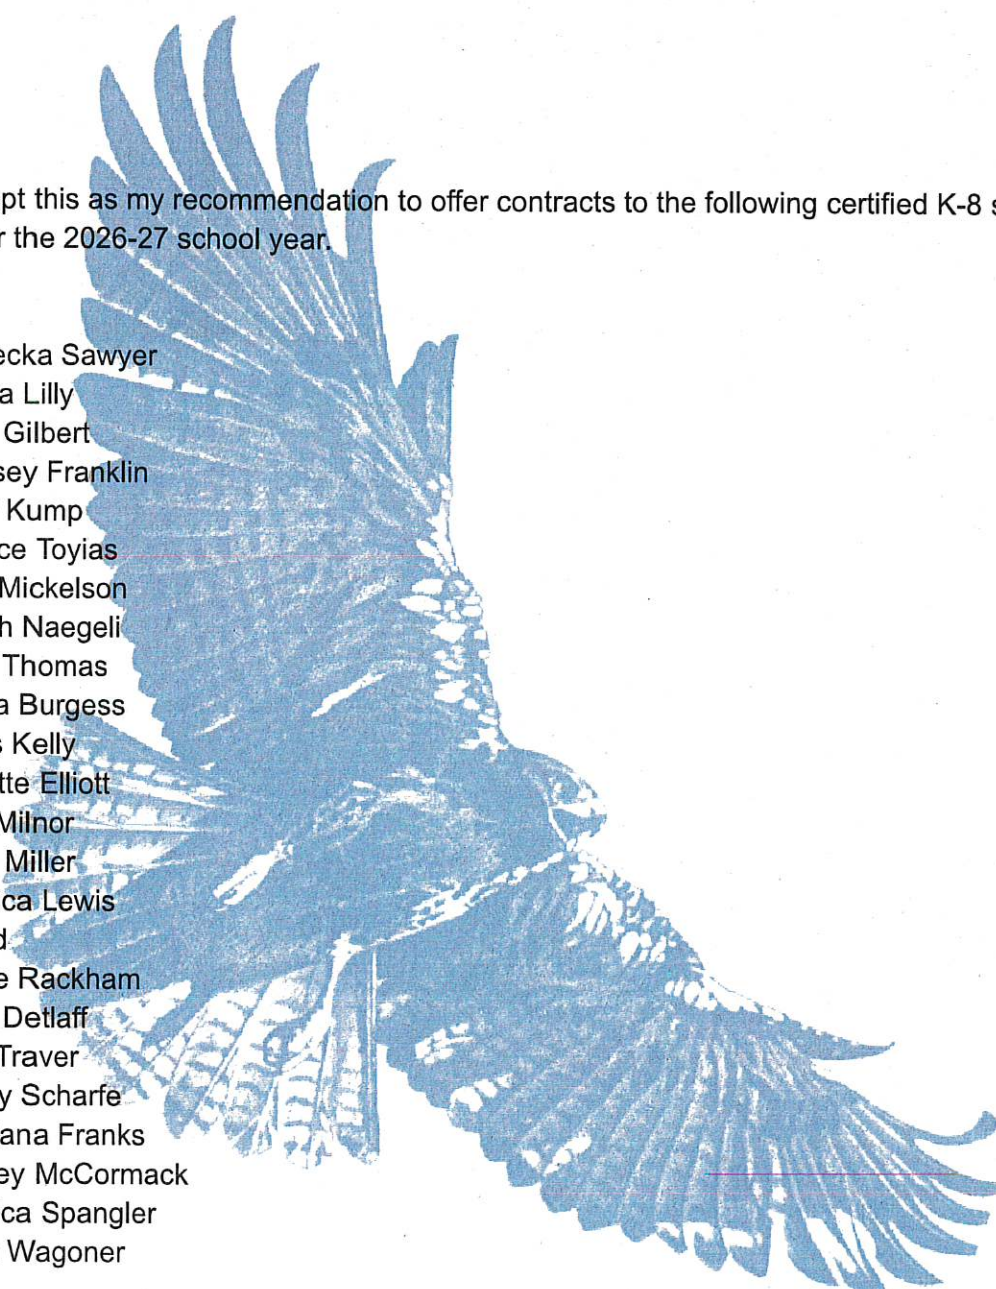 pt this as my recommendation to offer contracts to the following certified K-8 s
r the 2026-27 school year.
ecka Sawyer
a Lilly
Gilbert
sey Franklin
Kump
ce Toyias
Mickelson
h Naegeli
Thomas
a Burgess
s Kelly
tte Elliott
Milnor
Miller
ca Lewis
d
e Rackham
Detlaff
Traver
y Scharfe
ana Franks
ey McCormack
ca Spangler
Wagoner